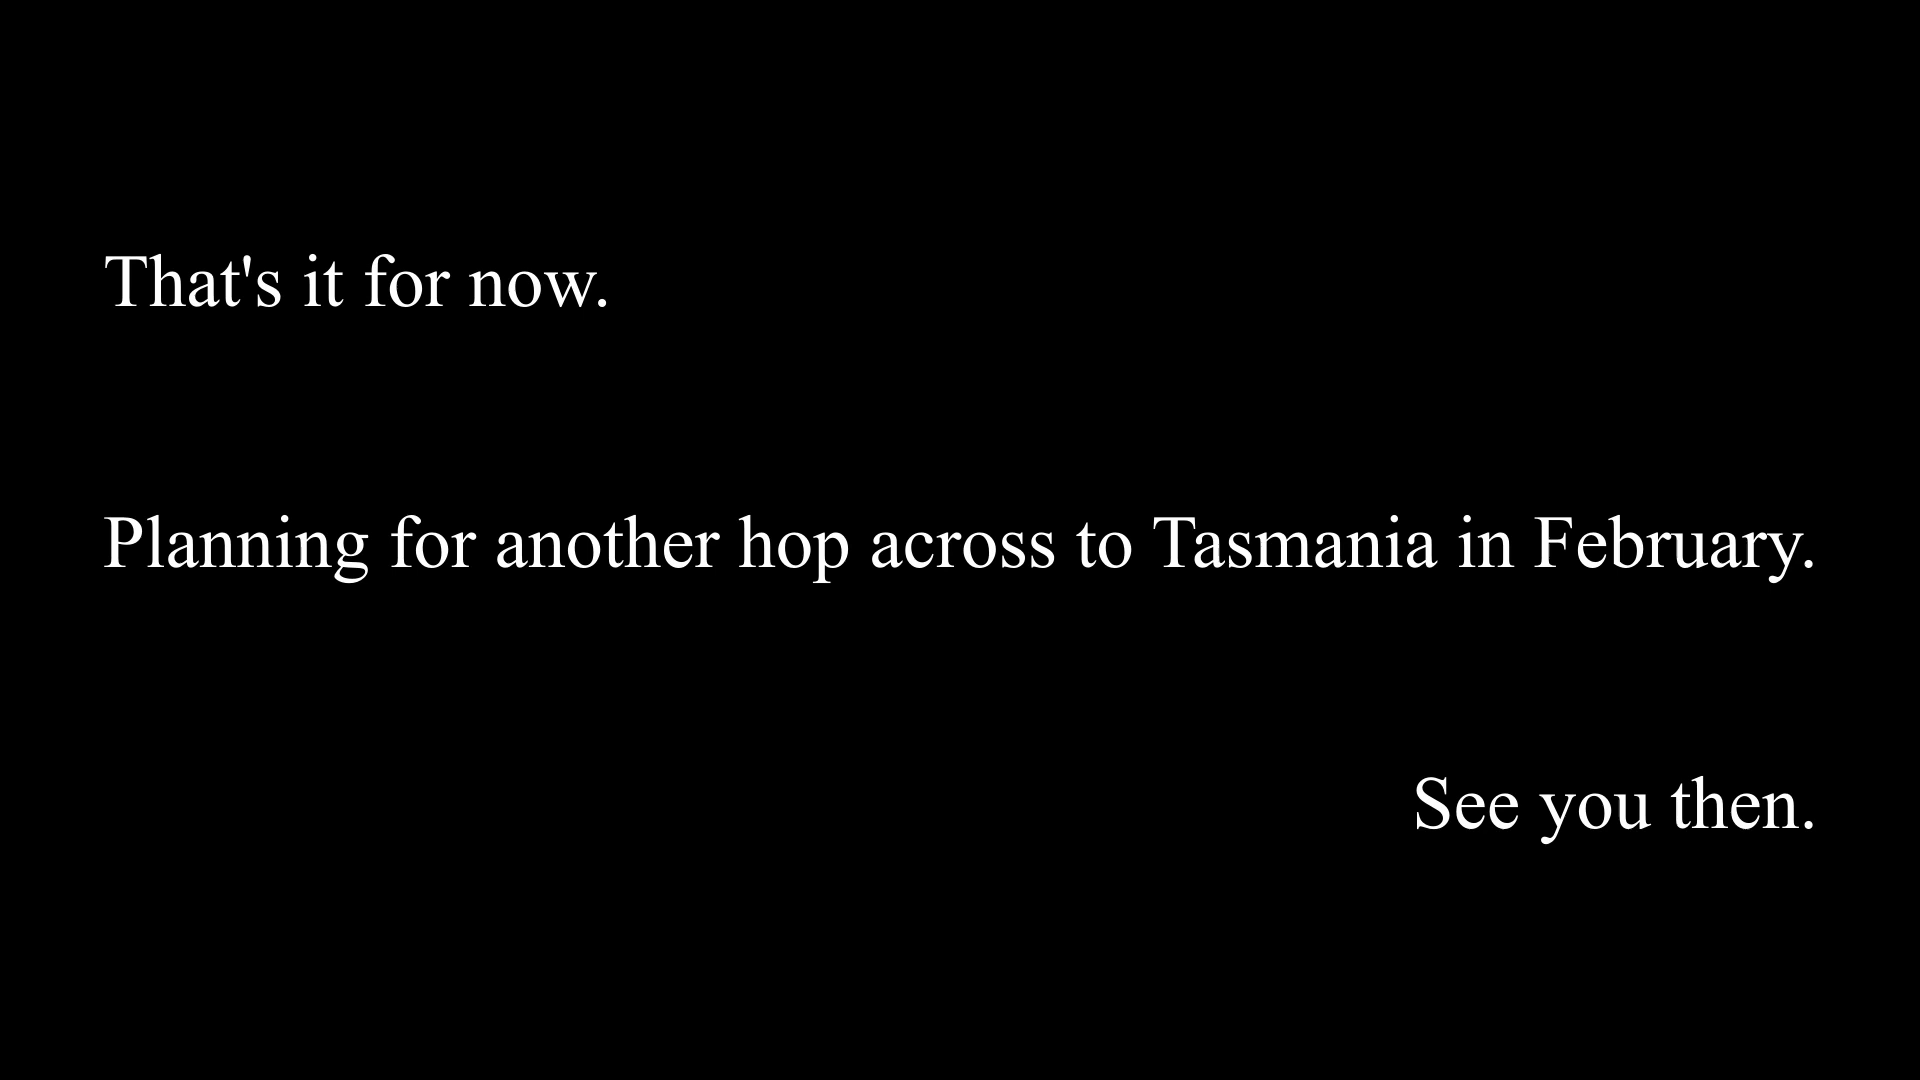 That's it for now.
Planning for another hop across to Tasmania in February.
See you then.